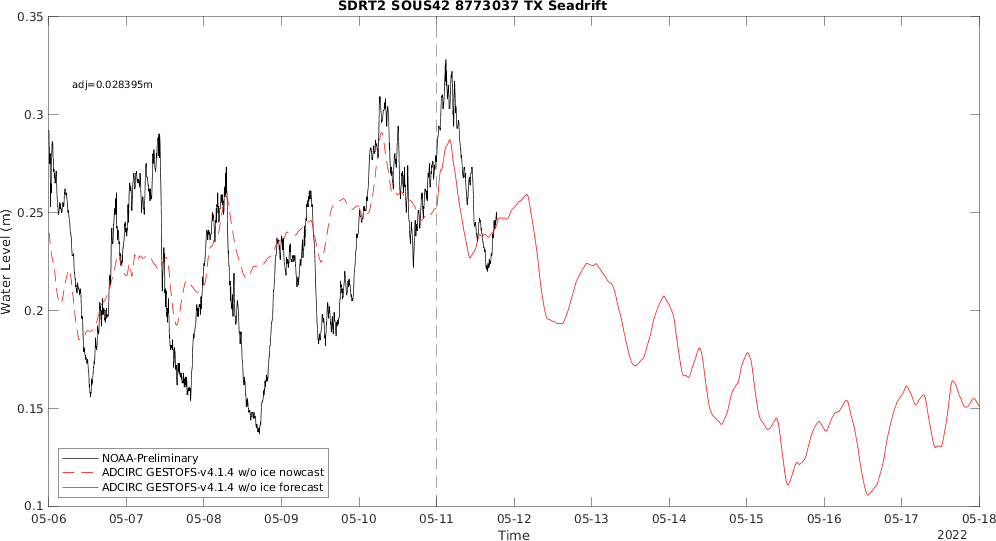 SDRT2 SOUS42 8773037 TX Seadrift
0.35
adj=0.028395m
0.3
0.25
Water Level (m)
0.2
0.15
NOAA-Preliminary
ADCIRC GESTOFS-v4.1.4 w/o ice nowcast
ADCIRC GESTOFS-v4.1.4 w/o ice forecast
0.1
05-06 05-07 05-08 05-09 05-10 05-11 05-12 05-13 05-14 05-15 05-16 05-17 05-18
Time
2022